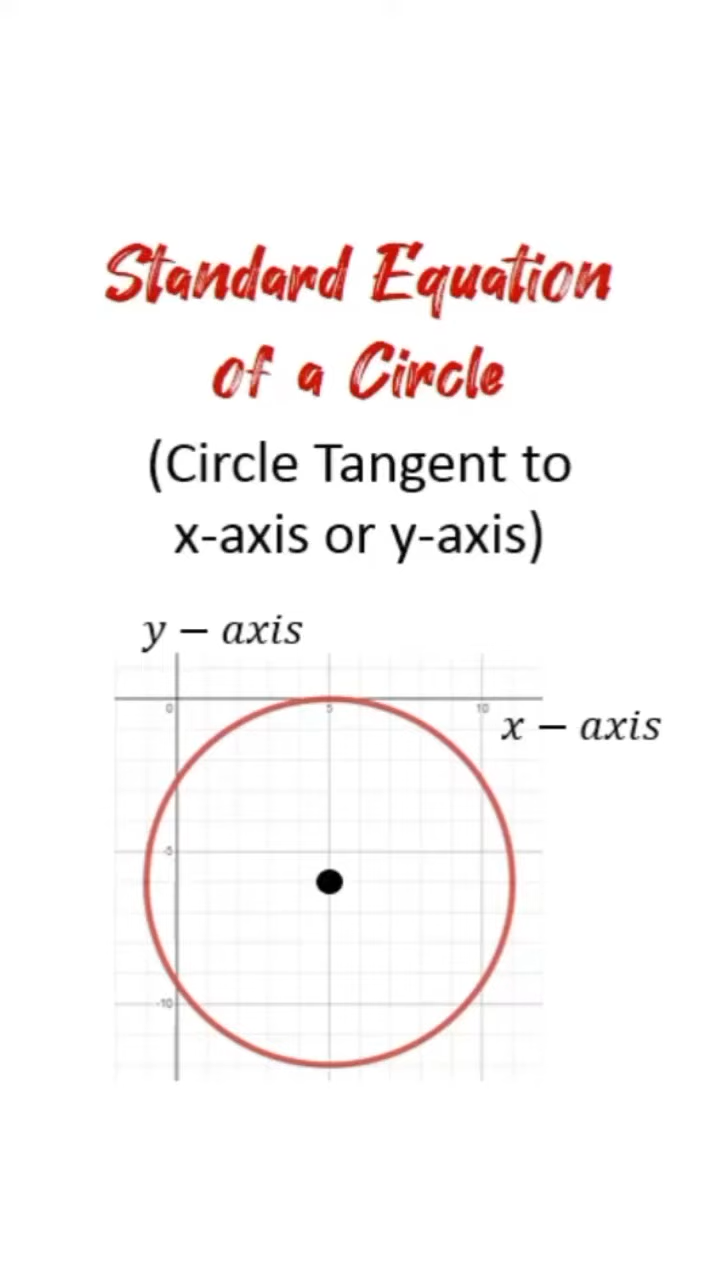 Standard Equation
of a Circle
(Circle Tangent to
x-axis or y-axis)
y – axis
0
5
10
x – axis
-5
-10